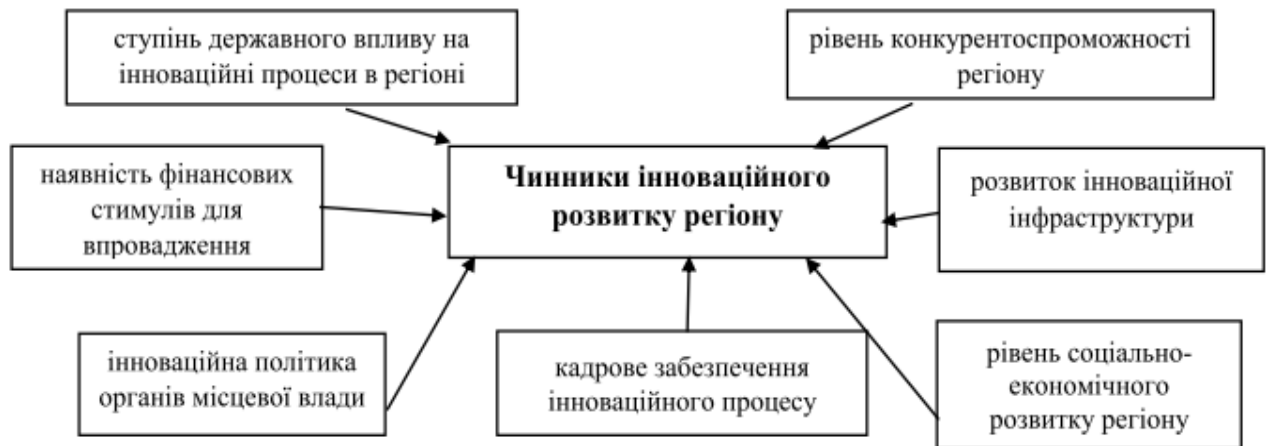 ступінь державного впливу на
інноваційні процеси в регіоні
рівень конкурентоспроможності
регіону
наявність фінансових
стимулів для
впровадження
Чинники інноваційного
розвитку регіону
розвиток інноваційної
інфраструктури
інноваційна політика
органів місцевої влади
кадрове забезпечення
інноваційного процесу
рівень соціально-
економічного
розвитку регіону